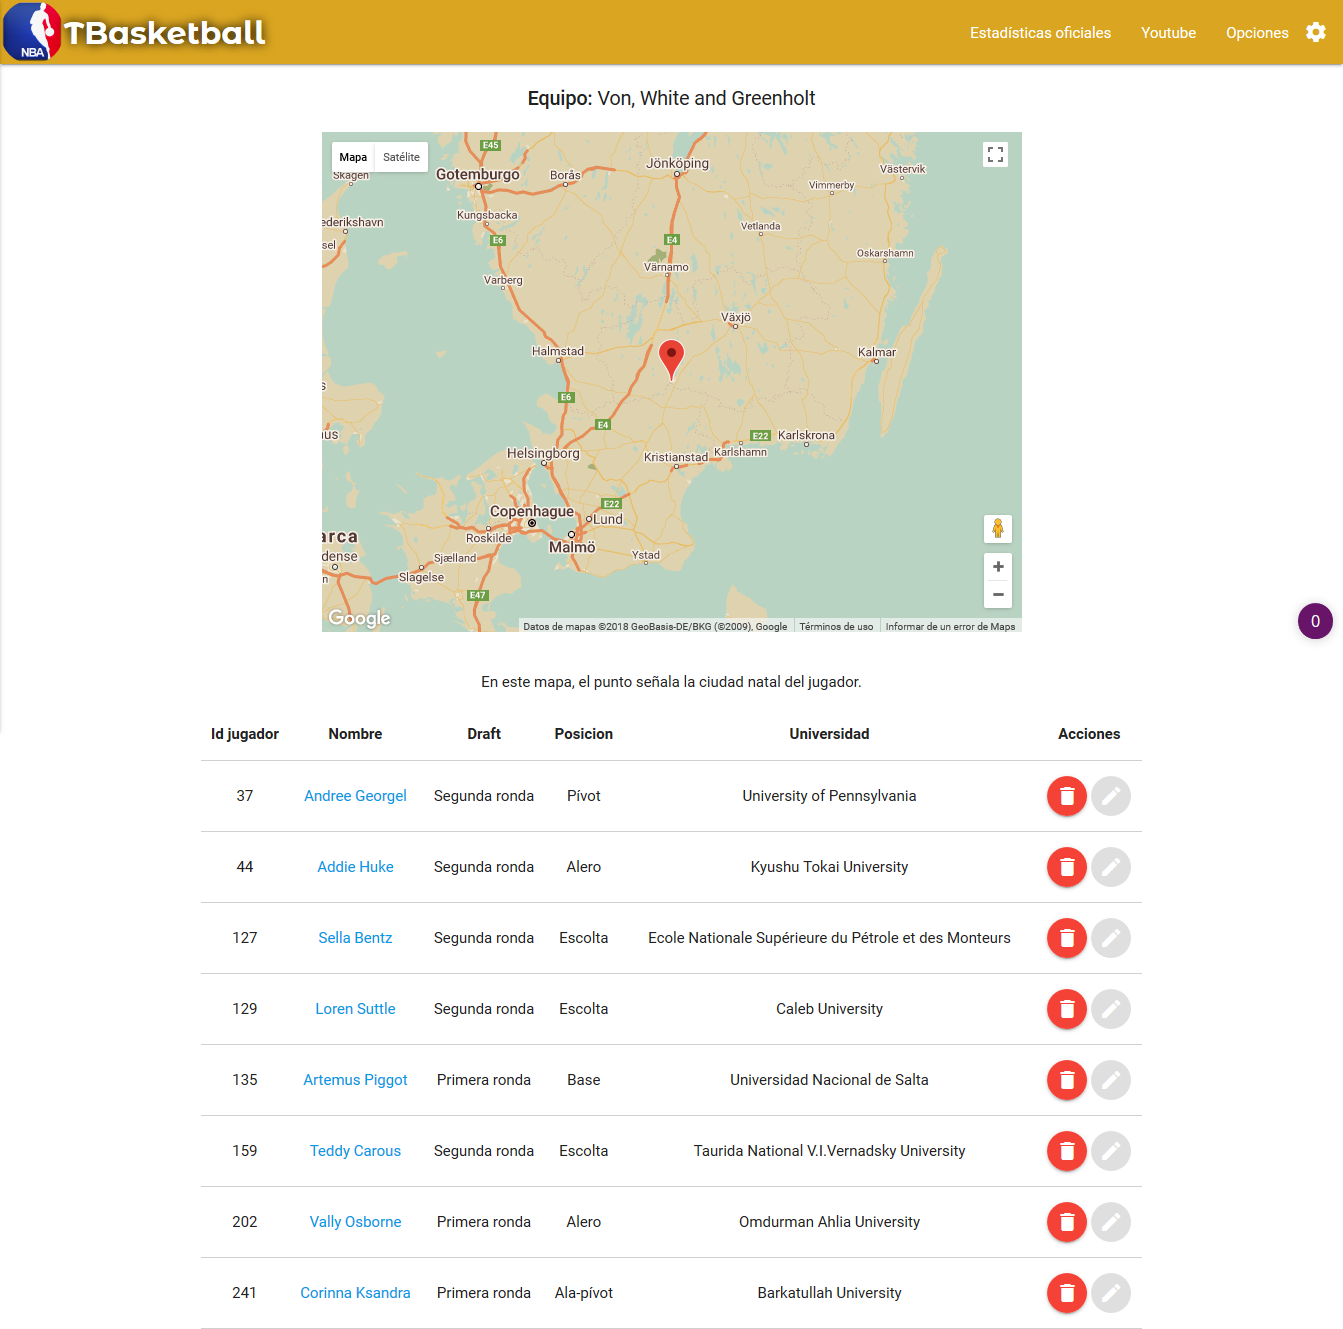 NBA
TBasketball
Estadísticas oficiales
Youtube
Opciones
Equipo: Von, White and Greenholt
Mapa
Satélite
E45
Jönköping
Gotemburgo
Borås
Skagen
Västervik
Vimmerby
Kungsbacka
ederikshavn
Vetlanda
E6
E4
sel
Oskarshamn
Värnamo
Varberg
Växjö
Halmstad
Kalmar
E6
E4
us
E22
Karlskrona
Helsingborg
Kristianstad
Karlshamn
E22
Copenhague
Lund
arca
Roskilde
Malmö
dense
Sjælland
Ystad
n
Slagelse
E47
Google
Datos de mapas ©2018 GeoBasis-DE/BKG (©2009), Google
Términos de uso
Informar de un error de Maps
0
En este mapa, el punto señala la ciudad natal del jugador.
Id jugador Nombre Draft Posicion Universidad Acciones
37 Andree Georgel Segunda ronda Pívot University of Pennsylvania
44 Addie Huke Segunda ronda Alero Kyushu Tokai University
127 Sella Bentz Segunda ronda Escolta Ecole Nationale Supérieure du Pétrole et des Monteurs
129 Loren Suttle Segunda ronda Escolta Caleb University
135 Artemus Piggot Primera ronda Base Universidad Nacional de Salta
159 Teddy Carous Segunda ronda Escolta Taurida National V.I.Vernadsky University
202 Vally Osborne Primera ronda Alero Omdurman Ahlia University
241 Corinna Ksandra Primera ronda Ala-pívot Barkatullah University